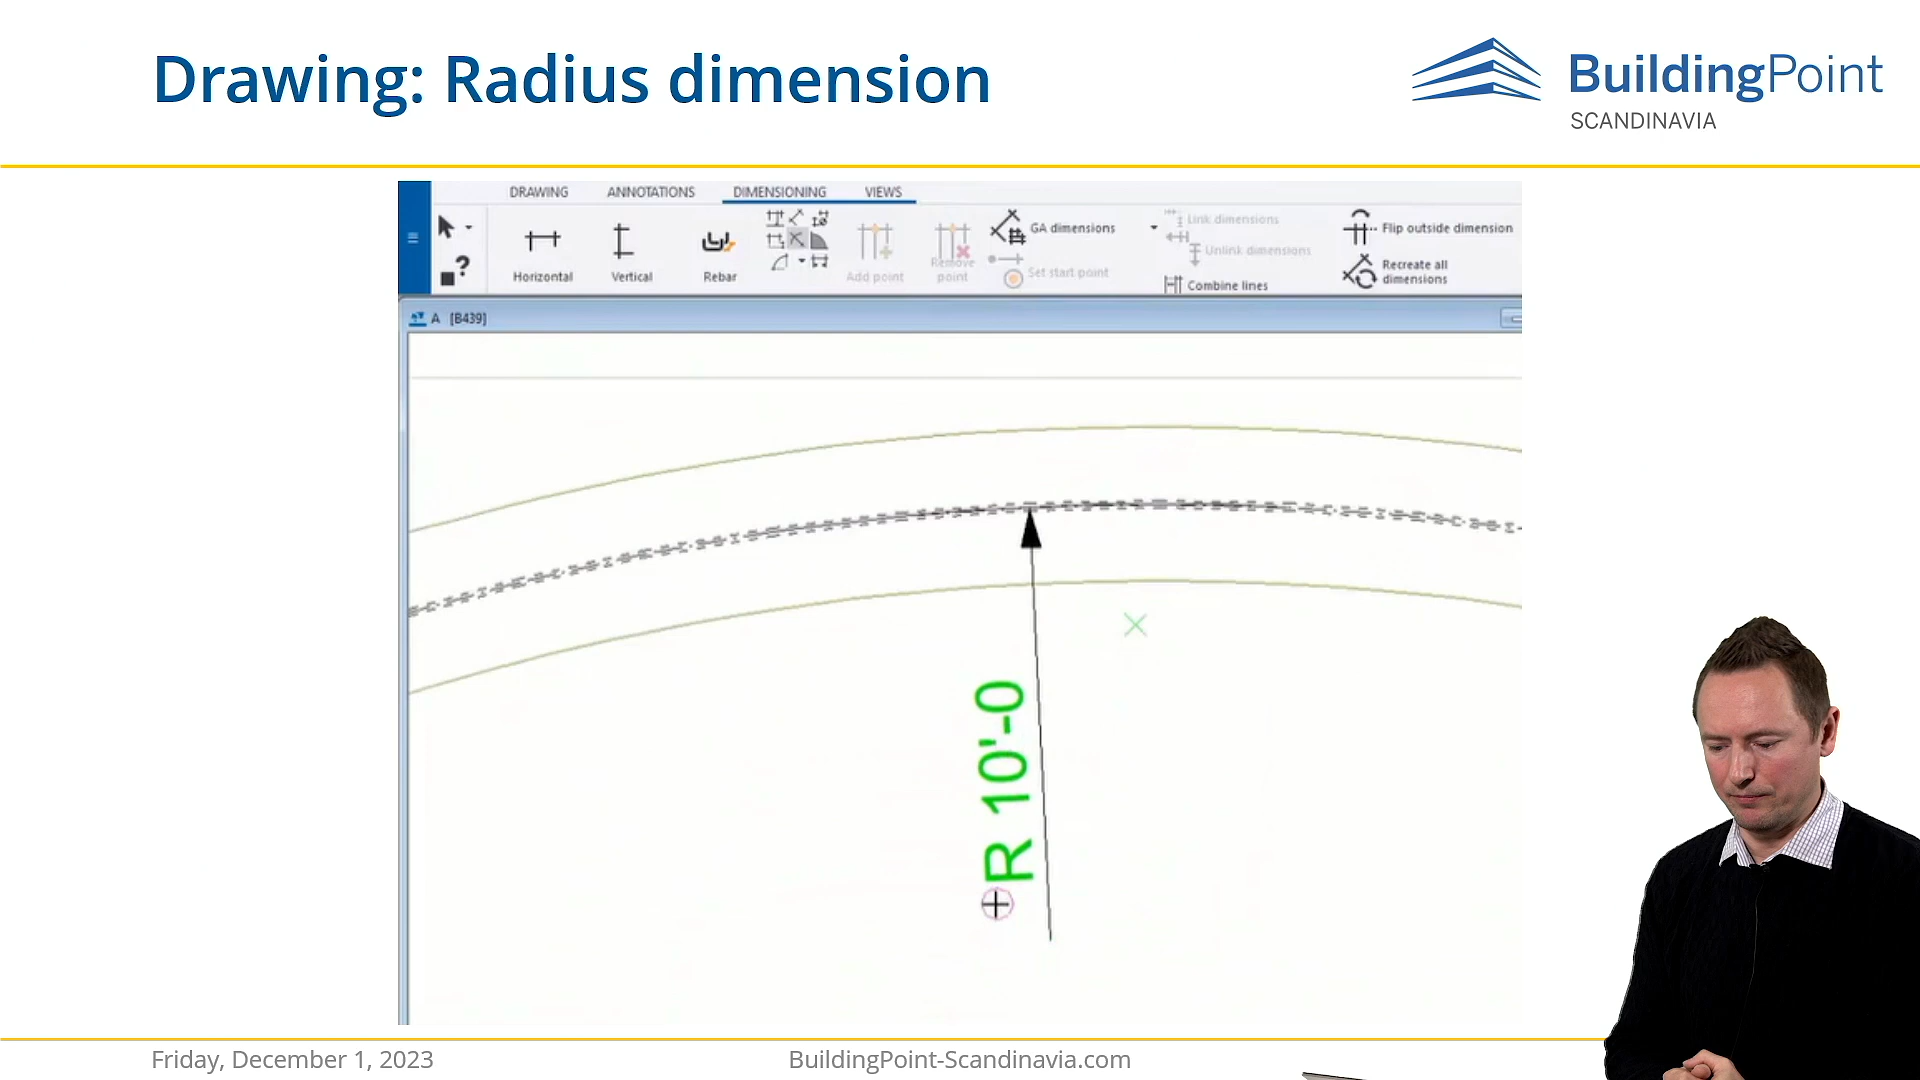 Drawing: Radius dimension
BuildingPoint
SCANDINAVIA
DRAWING ANNOTATIONS DIMENSIONING VIEWS
Horizontal
Vertical
Rebar
Add point
Remove point
GA dimensions
Set start point
Link dimensions
Unlink dimensions
Combine lines
Flip outside dimension
Recreate all
dimensions
A [B439]
R 10'-0
Friday, December 1, 2023
BuildingPoint-Scandinavia.com